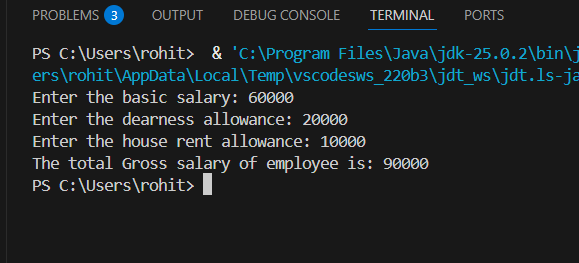 PROBLEMS 3 OUTPUT DEBUG CONSOLE TERMINAL PORTS
PS C:\Users\rohit>  & 'C:\Program Files\Java\jdk-25.0.2\bin\j
ers\rohit\AppData\Local\Temp\vscodesws_220b3\jdt_ws\jdt.ls-ja
Enter the basic salary: 60000
Enter the dearness allowance: 20000
Enter the house rent allowance: 10000
The total Gross salary of employee is: 90000
PS C:\Users\rohit>